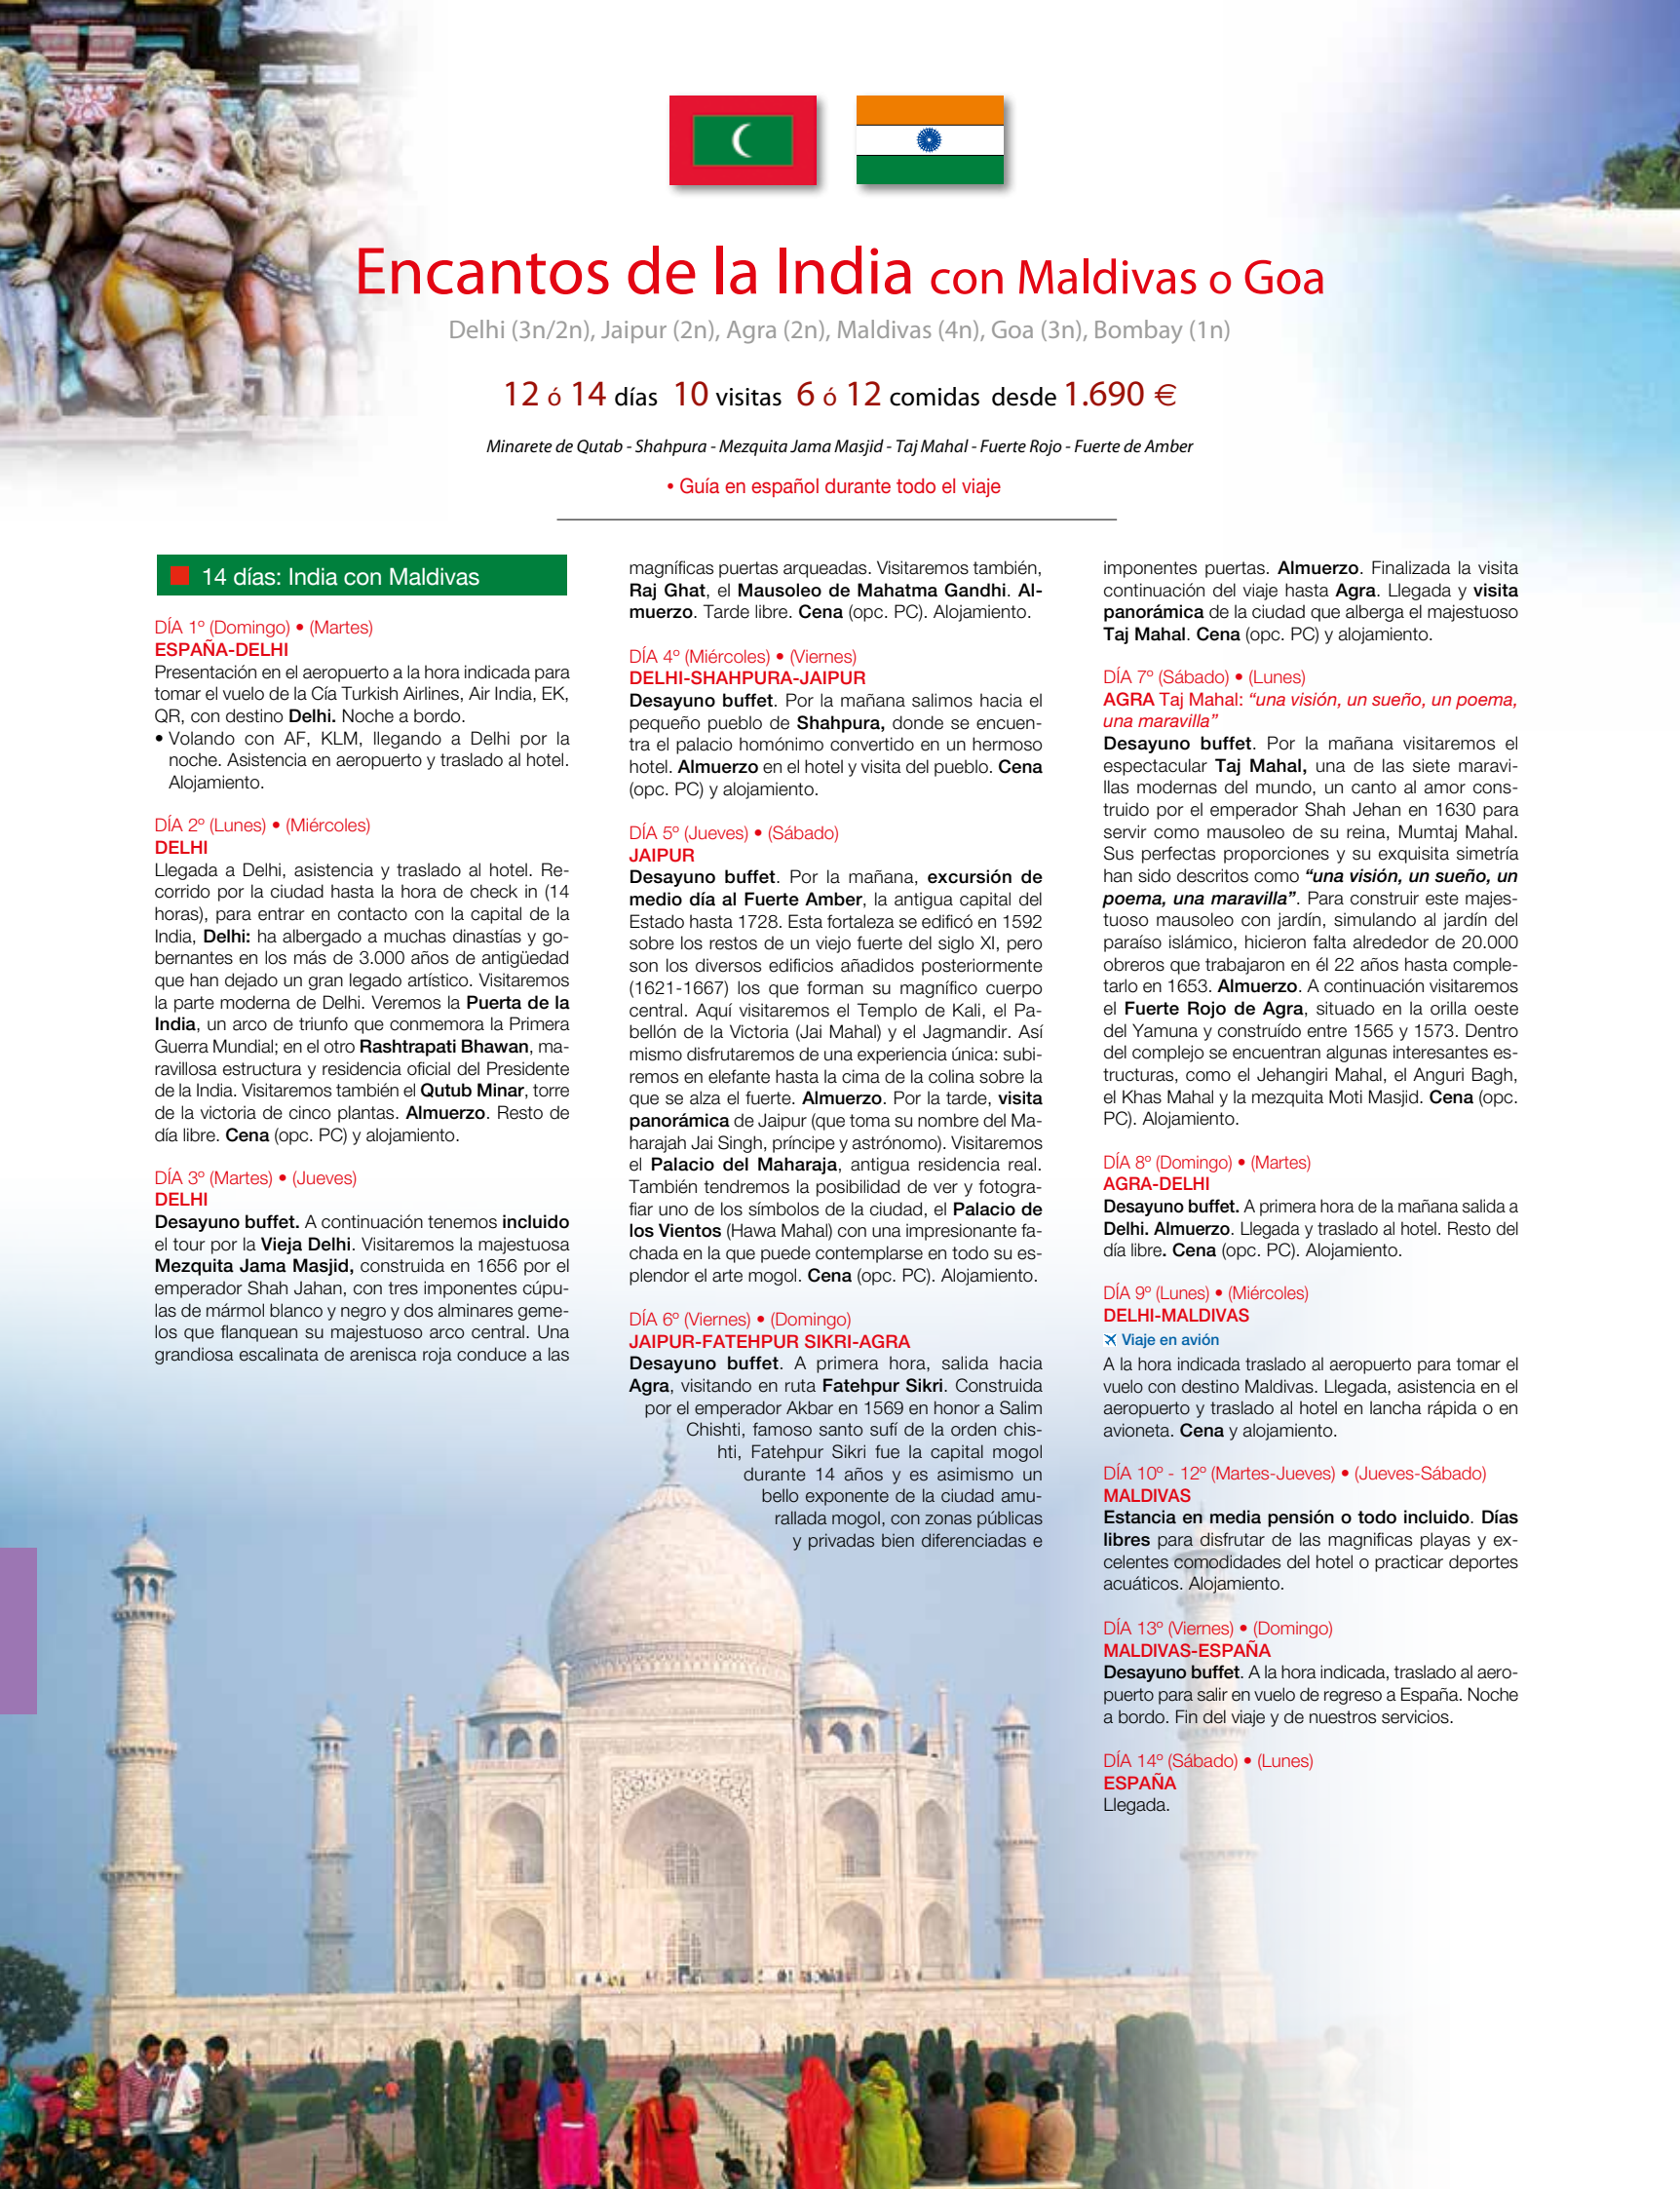 Encantos de la India con Maldivas o Goa
Delhi (3n/2n), Jaipur (2n), Agra (2n), Maldivas (4n), Goa (3n), Bombay (1n)
12 ó 14 días 10 visitas 6 ó 12 comidas desde 1.690 €
Minarete de Qutab - Shahpura - Mezquita Jama Masjid - Taj Mahal - Fuerte Rojo - Fuerte de Amber
• Guía en español durante todo el viaje
14 días: India con Maldivas
DÍA 1º (Domingo) • (Martes)
ESPAÑA-DELHI
Presentación en el aeropuerto a la hora indicada para
tomar el vuelo de la Cía Turkish Airlines, Air India, EK,
QR, con destino Delhi. Noche a bordo.
• Volando con AF, KLM, llegando a Delhi por la
noche. Asistencia en aeropuerto y traslado al hotel.
Alojamiento.
DÍA 2º (Lunes) • (Miércoles)
DELHI
Llegada a Delhi, asistencia y traslado al hotel. Re-
corrido por la ciudad hasta la hora de check in (14
horas), para entrar en contacto con la capital de la
India, Delhi: ha albergado a muchas dinastías y go-
bernantes en los más de 3.000 años de antigüedad
que han dejado un gran legado artístico. Visitaremos
la parte moderna de Delhi. Veremos la Puerta de la
India, un arco de triunfo que conmemora la Primera
Guerra Mundial; en el otro Rashtrapati Bhawan, ma-
ravillosa estructura y residencia oficial del Presidente
de la India. Visitaremos también el Qutub Minar, torre
de la victoria de cinco plantas. Almuerzo. Resto de
día libre. Cena (opc. PC) y alojamiento.
DÍA 3º (Martes) • (Jueves)
DELHI
Desayuno buffet. A continuación tenemos incluido
el tour por la Vieja Delhi. Visitaremos la majestuosa
Mezquita Jama Masjid, construida en 1656 por el
emperador Shah Jahan, con tres imponentes cúpu-
las de mármol blanco y negro y dos alminares geme-
los que flanquean su majestuoso arco central. Una
grandiosa escalinata de arenisca roja conduce a las
magníficas puertas arqueadas. Visitaremos también,
Raj Ghat, el Mausoleo de Mahatma Gandhi. Al-
muerzo. Tarde libre. Cena (opc. PC). Alojamiento.
DÍA 4º (Miércoles) • (Viernes)
DELHI-SHAHPURA-JAIPUR
Desayuno buffet. Por la mañana salimos hacia el
pequeño pueblo de Shahpura, donde se encuen-
tra el palacio homónimo convertido en un hermoso
hotel. Almuerzo en el hotel y visita del pueblo. Cena
(opc. PC) y alojamiento.
DÍA 5º (Jueves) • (Sábado)
JAIPUR
Desayuno buffet. Por la mañana, excursión de
medio día al Fuerte Amber, la antigua capital del
Estado hasta 1728. Esta fortaleza se edificó en 1592
sobre los restos de un viejo fuerte del siglo XI, pero
son los diversos edificios añadidos posteriormente
(1621-1667) los que forman su magnífico cuerpo
central. Aquí visitaremos el Templo de Kali, el Pa-
bellón de la Victoria (Jai Mahal) y el Jagmandir. Así
mismo disfrutaremos de una experiencia única: subi-
remos en elefante hasta la cima de la colina sobre la
que se alza el fuerte. Almuerzo. Por la tarde, visita
panorámica de Jaipur (que toma su nombre del Ma-
harajah Jai Singh, príncipe y astrónomo). Visitaremos
el Palacio del Maharaja, antigua residencia real.
También tendremos la posibilidad de ver y fotogra-
fiar uno de los símbolos de la ciudad, el Palacio de
los Vientos (Hawa Mahal) con una impresionante fa-
chada en la que puede contemplarse en todo su es-
plendor el arte mogol. Cena (opc. PC). Alojamiento.
DÍA 6º (Viernes) • (Domingo)
JAIPUR-FATEHPUR SIKRI-AGRA
Desayuno buffet. A primera hora, salida hacia
Agra, visitando en ruta Fatehpur Sikri. Construida
por el emperador Akbar en 1569 en honor a Salim
Chishti, famoso santo sufí de la orden chis-
hti, Fatehpur Sikri fue la capital mogol
durante 14 años y es asimismo un
bello exponente de la ciudad amu-
rallada mogol, con zonas públicas
y privadas bien diferenciadas e
imponentes puertas. Almuerzo. Finalizada la visita
continuación del viaje hasta Agra. Llegada y visita
panorámica de la ciudad que alberga el majestuoso
Taj Mahal. Cena (opc. PC) y alojamiento.
DÍA 7º (Sábado) • (Lunes)
AGRA Taj Mahal: “una visión, un sueño, un poema,
una maravilla”
Desayuno buffet. Por la mañana visitaremos el
espectacular Taj Mahal, una de las siete maravi-
llas modernas del mundo, un canto al amor cons-
truido por el emperador Shah Jehan en 1630 para
servir como mausoleo de su reina, Mumtaj Mahal.
Sus perfectas proporciones y su exquisita simetría
han sido descritos como “una visión, un sueño, un
poema, una maravilla”. Para construir este majes-
tuoso mausoleo con jardín, simulando al jardín del
paraíso islámico, hicieron falta alrededor de 20.000
obreros que trabajaron en él 22 años hasta comple-
tarlo en 1653. Almuerzo. A continuación visitaremos
el Fuerte Rojo de Agra, situado en la orilla oeste
del Yamuna y construído entre 1565 y 1573. Dentro
del complejo se encuentran algunas interesantes es-
tructuras, como el Jehangiri Mahal, el Anguri Bagh,
el Khas Mahal y la mezquita Moti Masjid. Cena (opc.
PC). Alojamiento.
DÍA 8º (Domingo) • (Martes)
AGRA-DELHI
Desayuno buffet. A primera hora de la mañana salida a
Delhi. Almuerzo. Llegada y traslado al hotel. Resto del
día libre. Cena (opc. PC). Alojamiento.
DÍA 9º (Lunes) • (Miércoles)
DELHI-MALDIVAS
Viaje en avión
A la hora indicada traslado al aeropuerto para tomar el
vuelo con destino Maldivas. Llegada, asistencia en el
aeropuerto y traslado al hotel en lancha rápida o en
avioneta. Cena y alojamiento.
DÍA 10º - 12º (Martes-Jueves) • (Jueves-Sábado)
MALDIVAS
Estancia en media pensión o todo incluido. Días
libres para disfrutar de las magnificas playas y ex-
celentes comodidades del hotel o practicar deportes
acuáticos. Alojamiento.
DÍA 13º (Viernes) • (Domingo)
MALDIVAS-ESPAÑA
Desayuno buffet. A la hora indicada, traslado al aero-
puerto para salir en vuelo de regreso a España. Noche
a bordo. Fin del viaje y de nuestros servicios.
DÍA 14º (Sábado) • (Lunes)
ESPAÑA
Llegada.